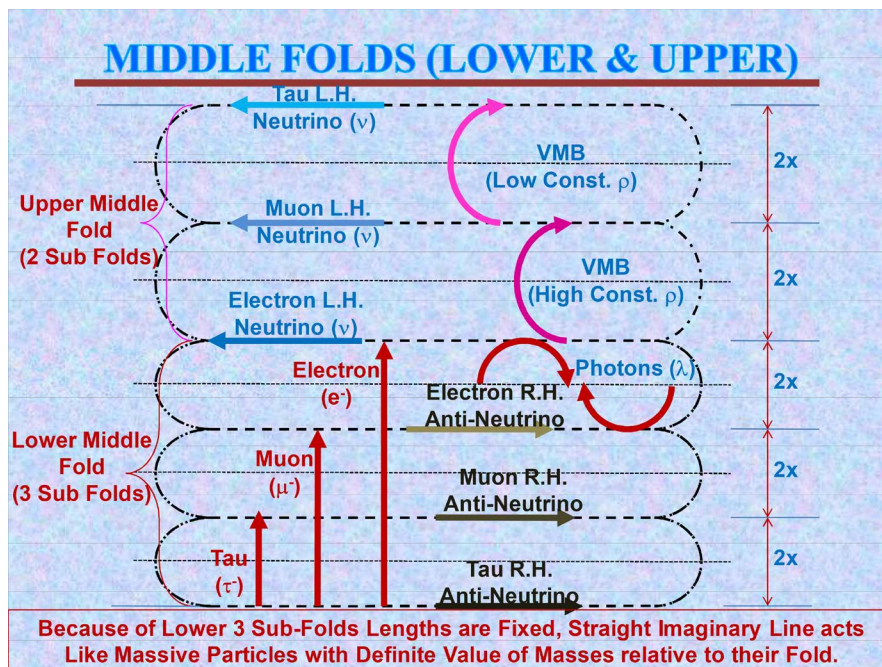 MIDDLE FOLDS (LOWER & UPPER)
Tau L.H.
Neutrino (ν)
VMB
(Low Const. ρ)
2x
Upper Middle
Fold
(2 Sub Folds)
Muon L.H.
Neutrino (ν)
VMB
(High Const. ρ)
2x
Electron L.H.
Neutrino (ν)
Electron
(e-)
Photons (λ)
2x
Electron R.H.
Anti-Neutrino
Lower Middle
Fold
(3 Sub Folds)
Muon
(μ-)
Muon R.H.
Anti-Neutrino
2x
Tau
(τ-)
Tau R.H.
Anti-Neutrino
2x
Because of Lower 3 Sub-Folds Lengths are Fixed, Straight Imaginary Line acts
Like Massive Particles with Definite Value of Masses relative to their Fold.